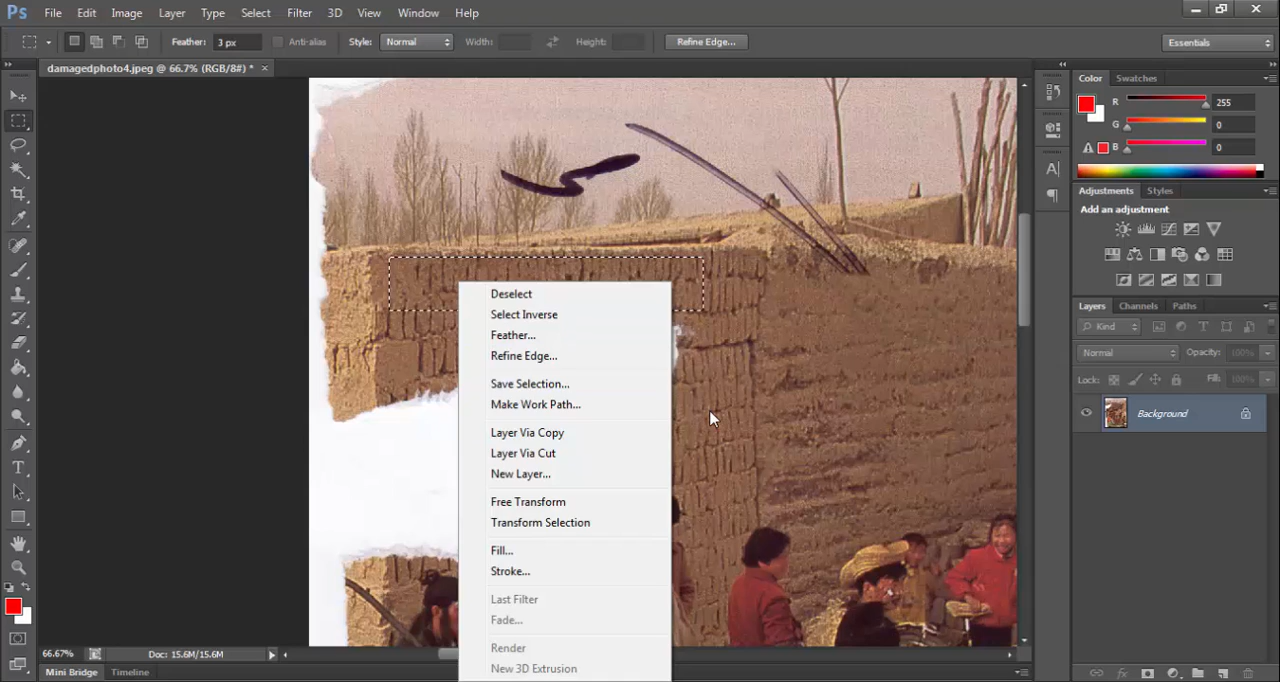 Ps File Edit Image Layer Type Select Filter 3D View Window Help
Feather: 3 px Anti-alias Style: Normal Width: Height: Refine Edge... Essentials
damagedphoto4.jpeg @ 66.7% (RGB/8#) * ×
Color Swatches
R 255
G 0
B 0
Adjustments Styles
Add an adjustment
Layers Channels Paths
Kind
Normal Opacity: 100%
Lock: Fill: 100%
Background
Deselect
Select Inverse
Feather...
Refine Edge...
Save Selection...
Make Work Path...
Layer Via Copy
Layer Via Cut
New Layer...
Free Transform
Transform Selection
Fill...
Stroke...
Last Filter
Fade...
Render
New 3D Extrusion
66.67% Doc: 15.6M/15.6M
Mini Bridge Timeline